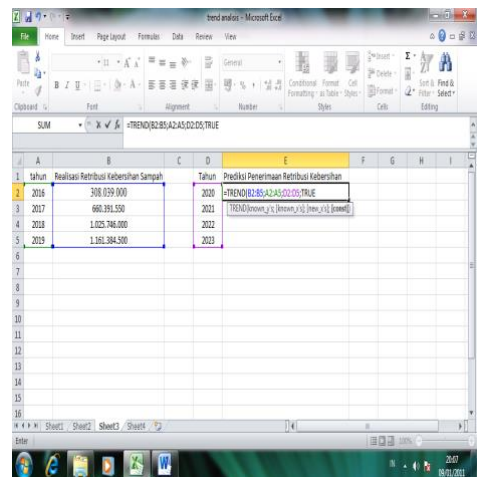 trend analisis - Microsoft Excel
File Home Insert Page Layout Formulas Data Review View
Paste
B I U
General
Conditional Formatting
Format as Table
Cell Styles
Insert
Delete
Format
Sort & Filter
Find & Select
Clipboard Font Alignment Number Styles Cells Editing
SUM =TREND(B2:B5;A2:A5;D2:D5;TRUE
A B C D E F G H I
1 tahun Realisasi Retribusi Kebersihan Sampah Tahun Prediksi Penerimaan Retribusi Kebersihan
2 2016 308.039.000 2020 =TREND(B2:B5;A2:A5;D2:D5;TRUE
3 2017 660.391.550 2021 TREND(known_y's; [known_x's]; [new_x's]; [const])
4 2018 1.025.746.000 2022
5 2019 1.161.384.500 2023
6
7
8
9
10
11
12
13
14
15
16
Sheet1 Sheet2 Sheet3 Sheet4
Enter 100%
IN 20:07
09/01/2011